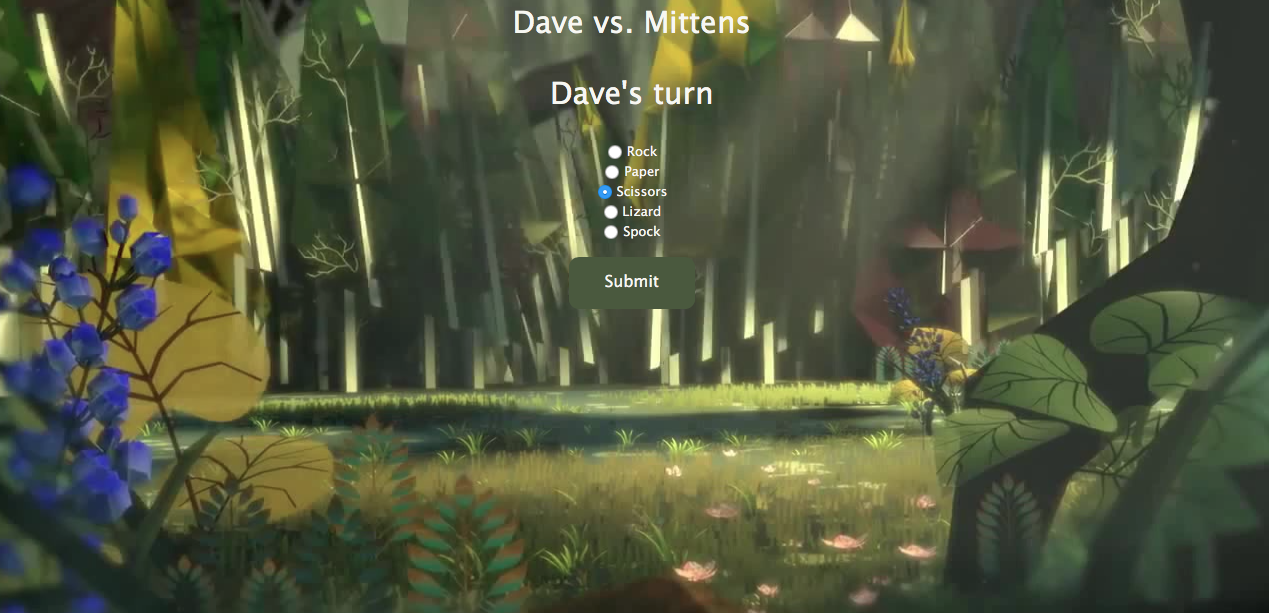 Dave vs. Mittens
Dave's turn
Rock
Paper
Scissors
Lizard
Spock
Submit